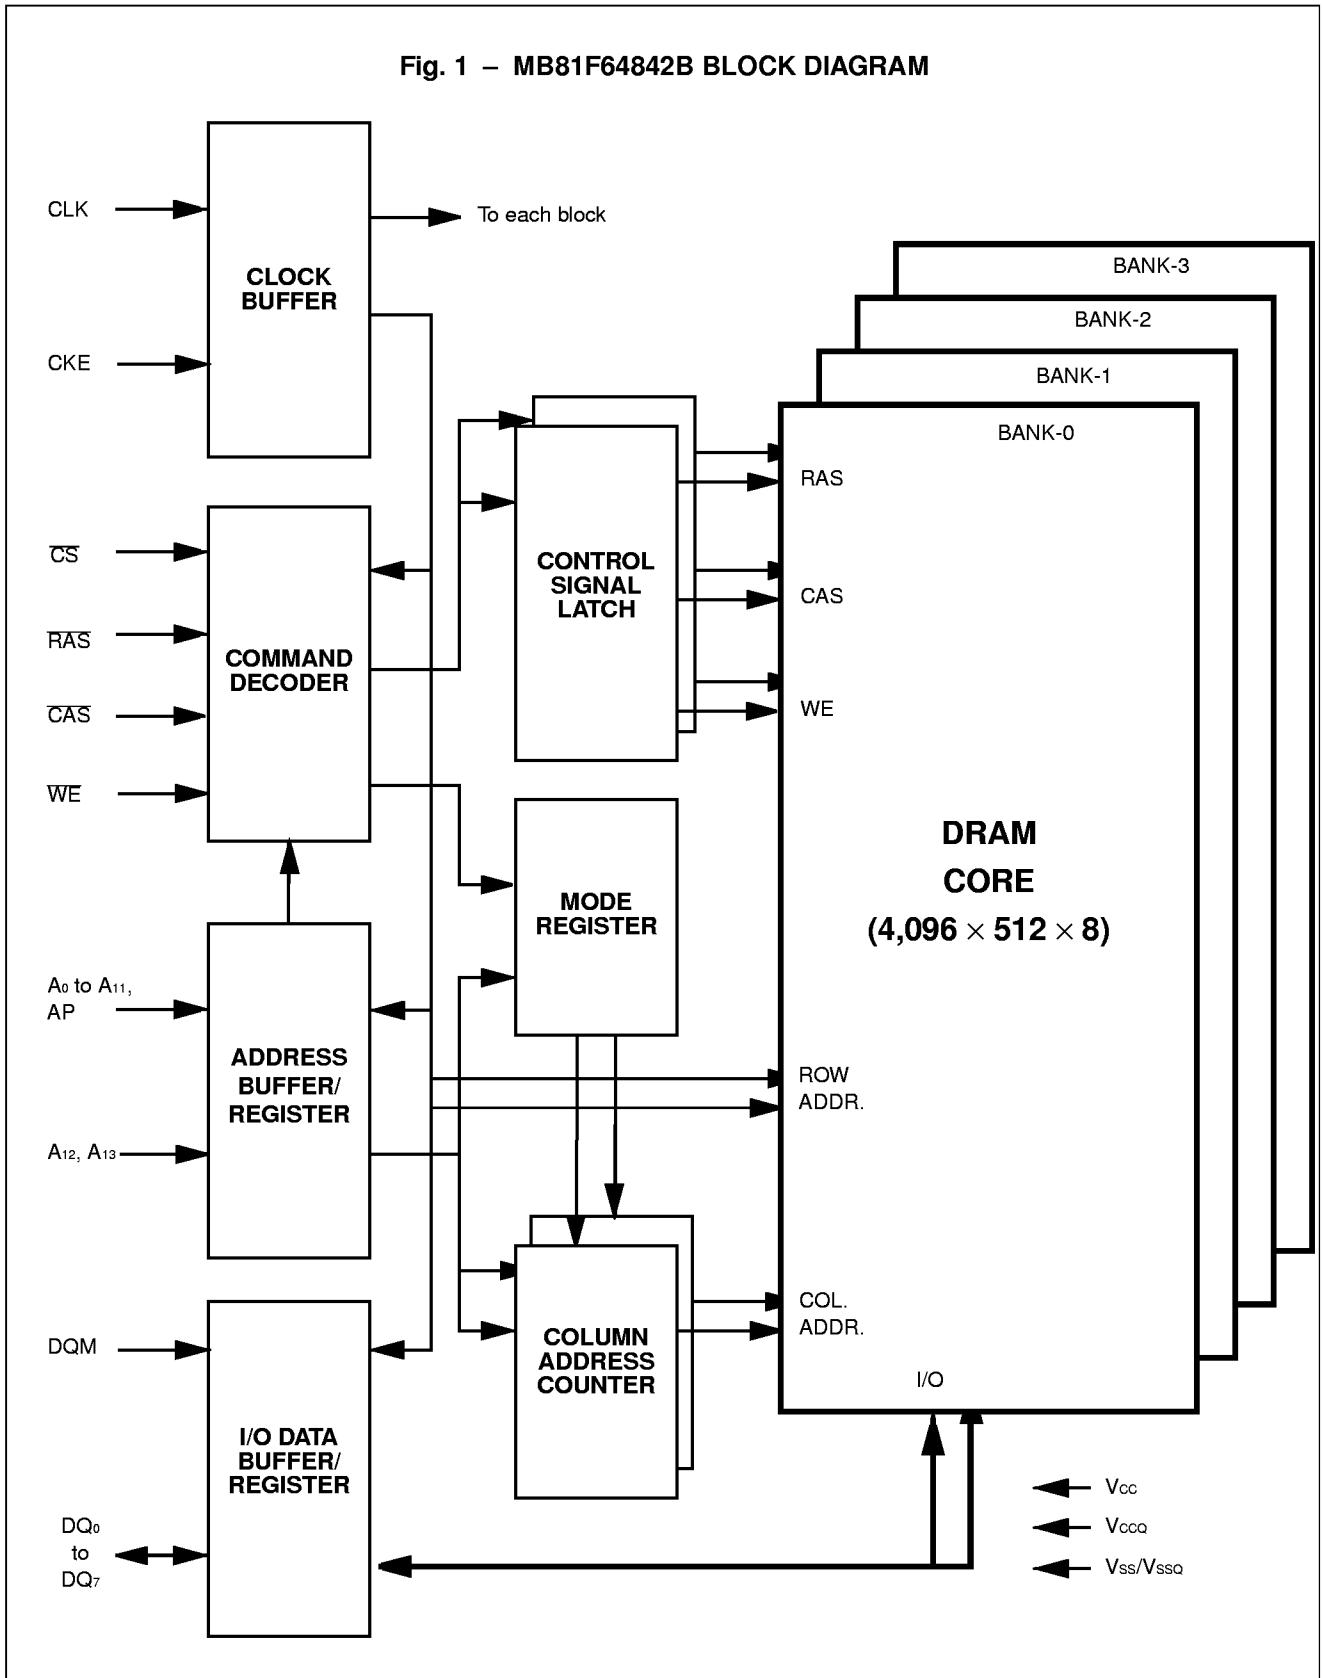 Fig. 1 – MB81F64842B BLOCK DIAGRAM
CLK
To each block
CLOCK
BUFFER
CKE
BANK-3
BANK-2
BANK-1
BANK-0
CS
RAS
CAS
WE
COMMAND
DECODER
CONTROL
SIGNAL
LATCH
RAS
CAS
WE
DRAM
CORE
(4,096 × 512 × 8)
MODE
REGISTER
A0 to A11,
AP
ADDRESS
BUFFER/
REGISTER
A12, A13
ROW
ADDR.
COL.
ADDR.
I/O
COLUMN
ADDRESS
COUNTER
DQM
I/O DATA
BUFFER/
REGISTER
DQ0
to
DQ7
VCC
VCCQ
VSS/VSSQ